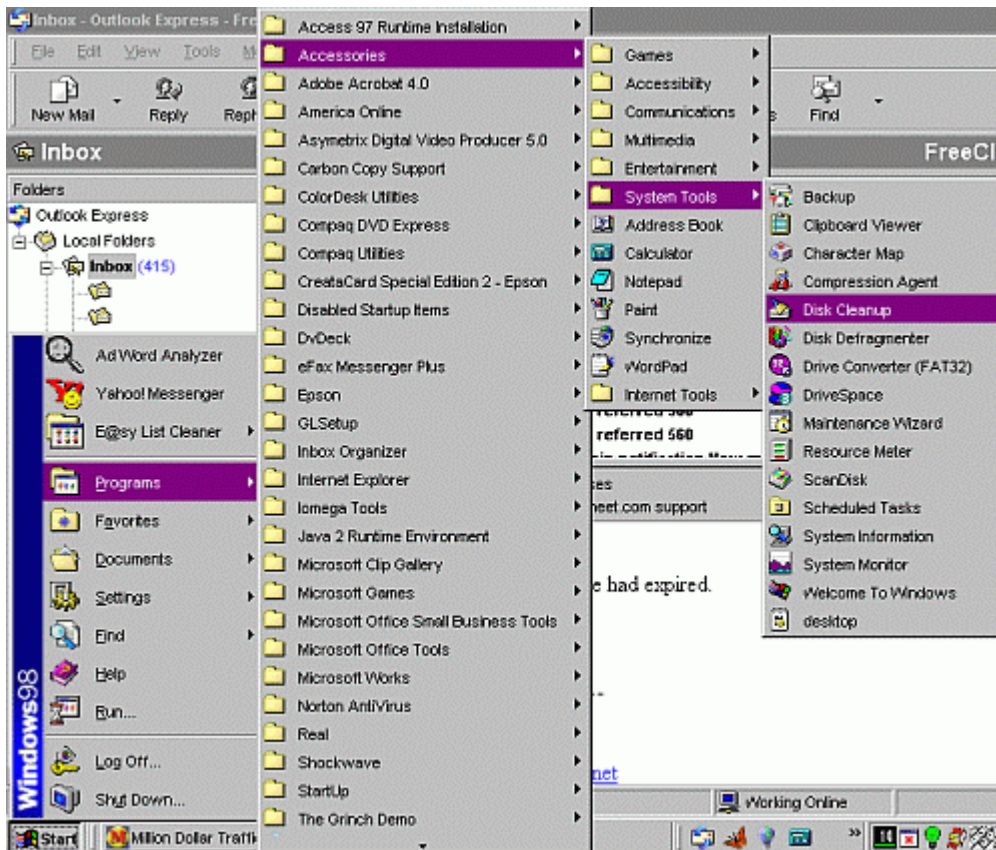 Inbox - Outlook Express - Fre
File Edit View Tools M
New Mail Reply Repl s Find
Inbox FreeCl
Folders
Outlook Express
Local Folders
Inbox (415)
Ad Word Analyzer
Yahoo! Messenger
E@sy List Cleaner
Programs
Favorites
Documents
Settings
Find
Help
Run...
Log Off...
Shut Down...
Windows98
Access 97 Runtime Installation
Accessories
Adobe Acrobat 4.0
America Online
Asymetrix Digital Video Producer 5.0
Carbon Copy Support
ColorDesk Utilities
Compaq DVD Express
Compaq Utilities
CreataCard Special Edition 2 - Epson
Disabled Startup Items
DvDeck
eFax Messenger Plus
Epson
GLSetup
Inbox Organizer
Internet Explorer
Iomega Tools
Java 2 Runtime Environment
Microsoft Clip Gallery
Microsoft Games
Microsoft Office Small Business Tools
Microsoft Office Tools
Microsoft Works
Norton AntiVirus
Real
Shockwave
StartUp
The Grinch Demo
Games
Accessibility
Communications
Multimedia
Entertainment
System Tools
Address Book
Calculator
Notepad
Paint
Synchronize
WordPad
Internet Tools
Backup
Clipboard Viewer
Character Map
Compression Agent
Disk Cleanup
Disk Defragmenter
Drive Converter (FAT32)
DriveSpace
Maintenance Wizard
Resource Meter
ScanDisk
Scheduled Tasks
System Information
System Monitor
Welcome To Windows
desktop
referred 560
ses
neet.com support
e had expired.
--
net
Working Online
Start Million Dollar Traffi »